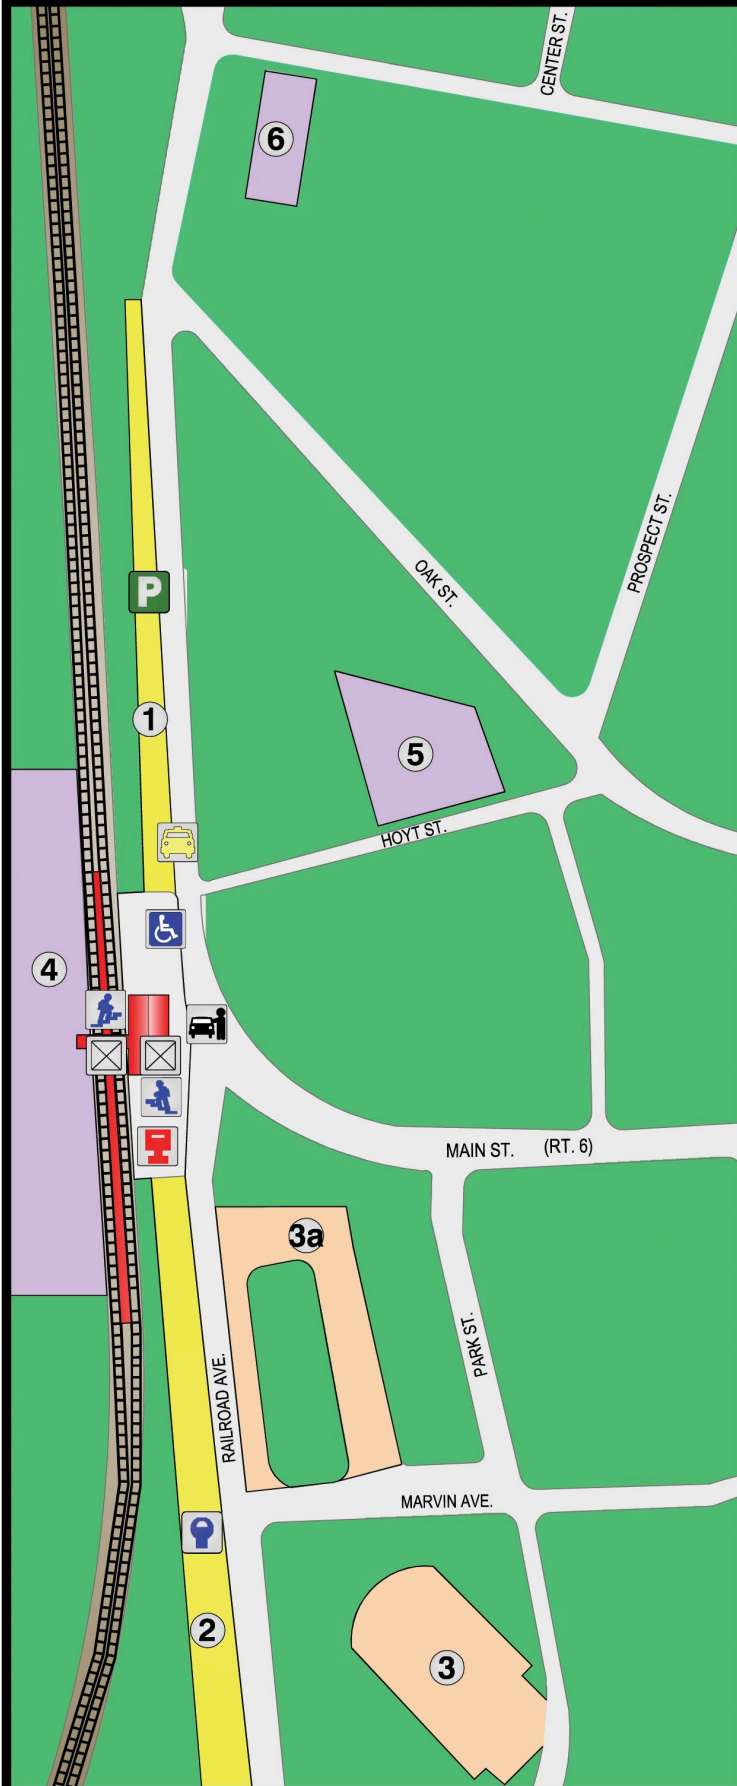 CENTER ST.
6
PROSPECT ST.
OAK ST.
P
1
5
HOYT ST.
4
MAIN ST. (RT. 6)
3a
PARK ST.
RAILROAD AVE.
MARVIN AVE.
2
3